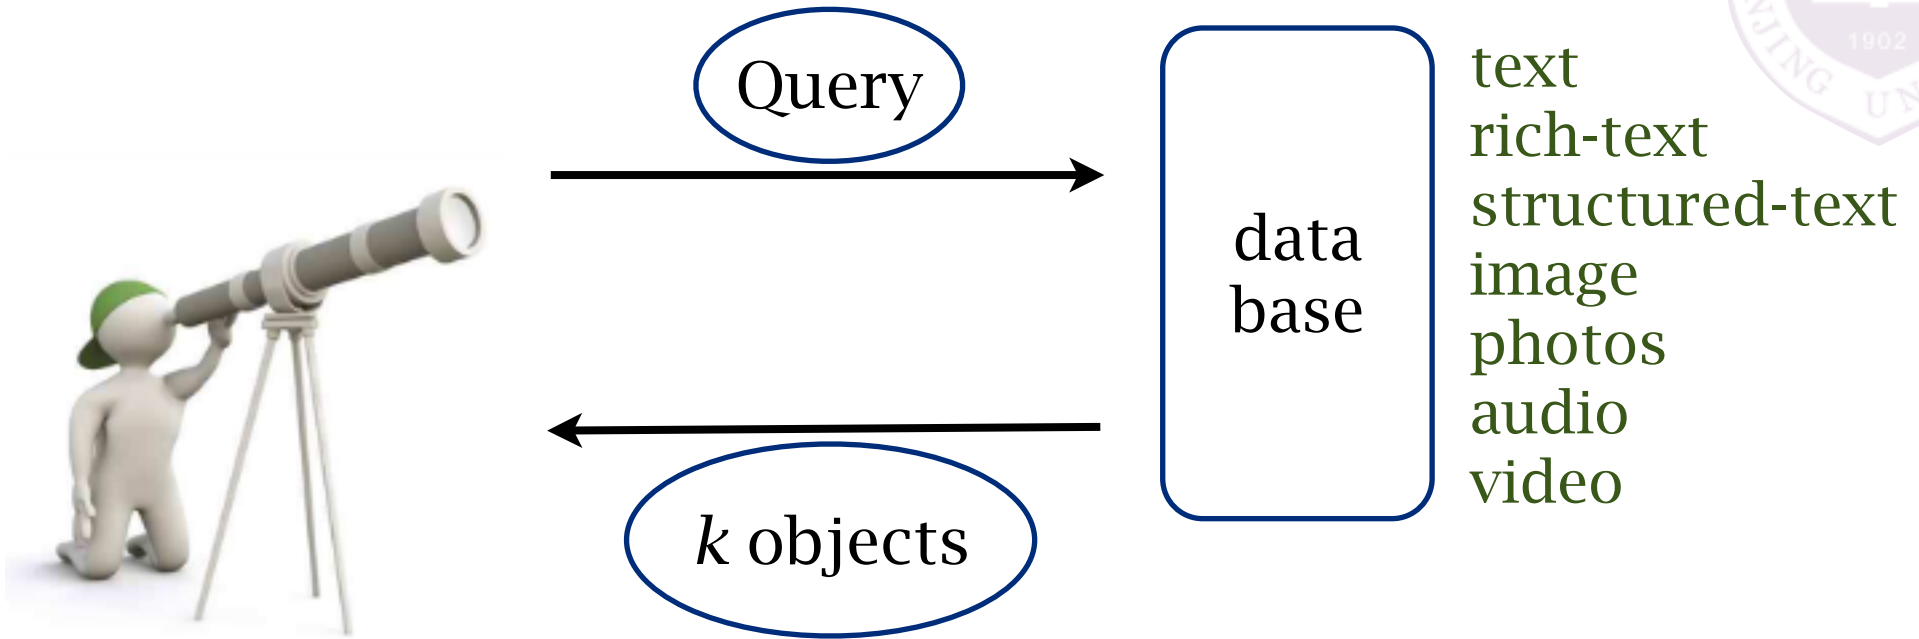 Query
data
base
k objects
text
rich-text
structured-text
image
photos
audio
video
1902